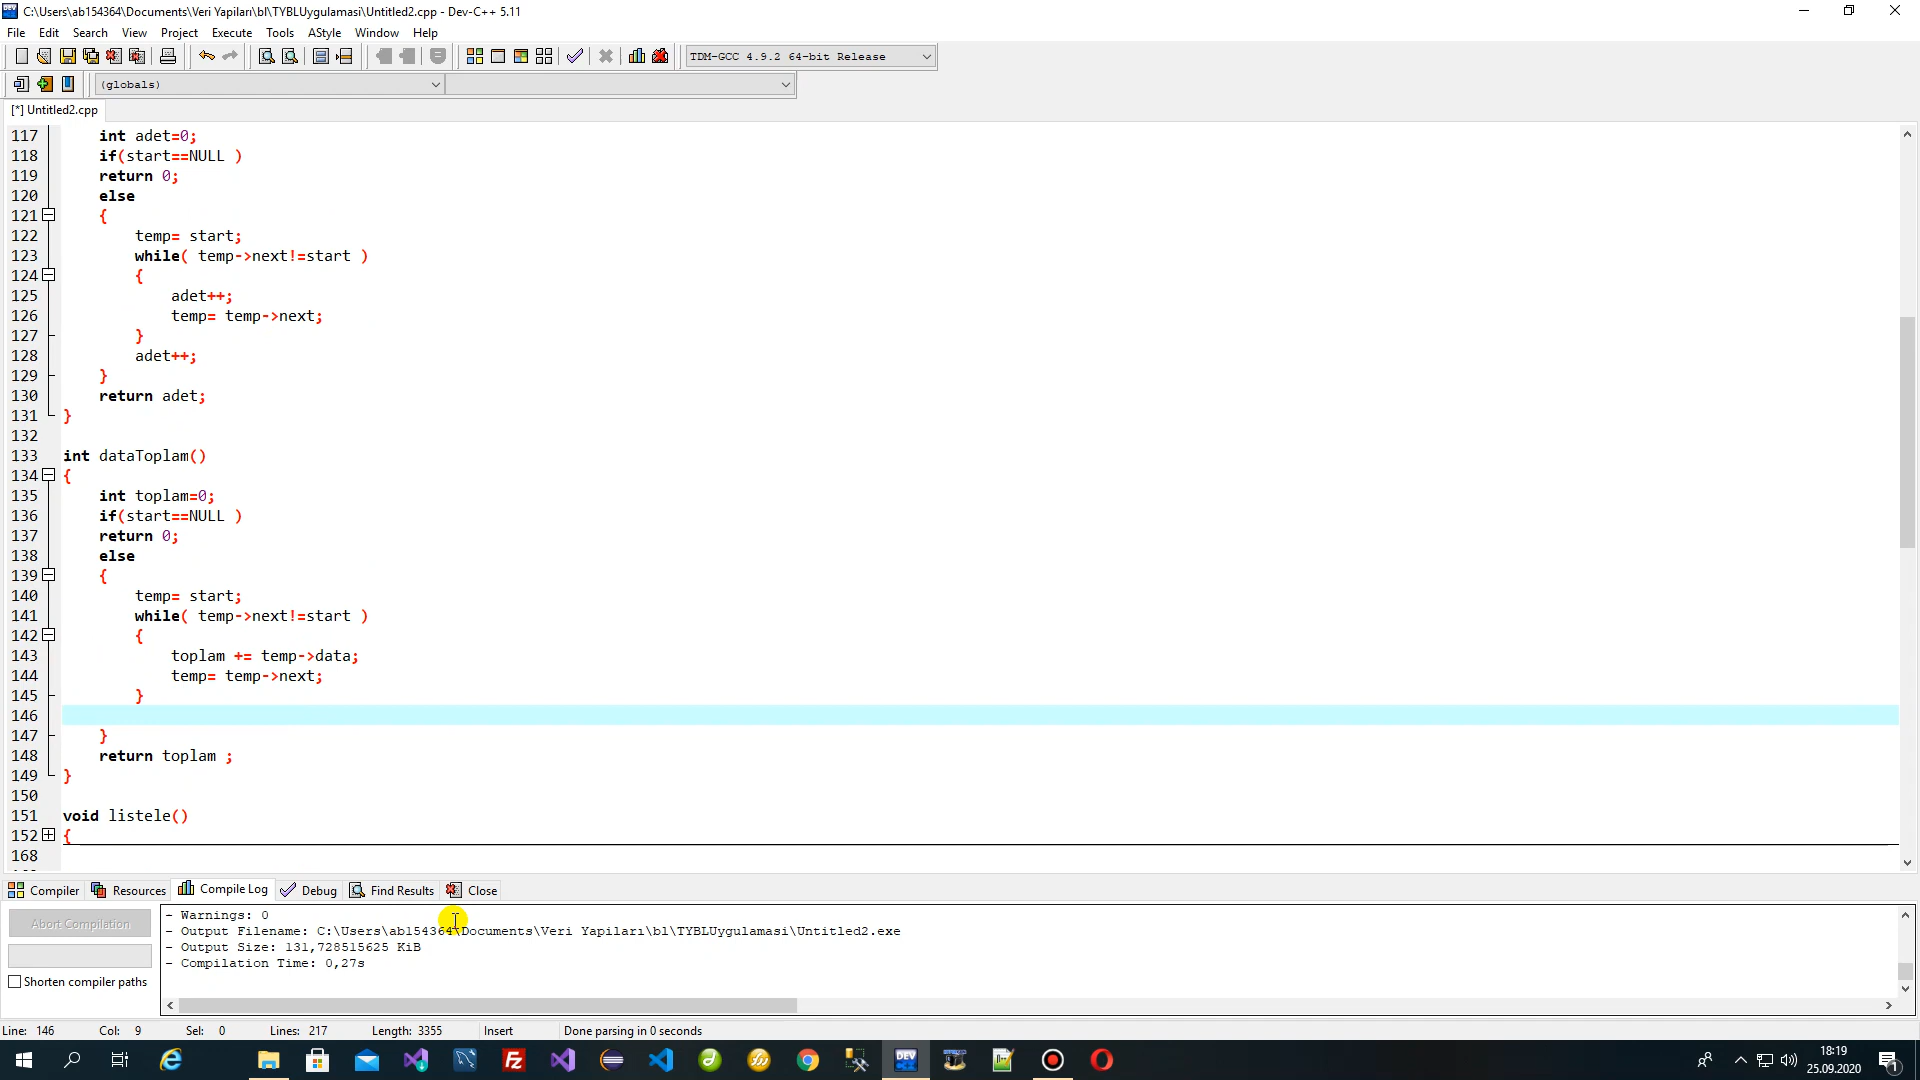 C:\Users\ab154364\Documents\Veri Yapıları\bl\TYBLUygulamasi\Untitled2.cpp - Dev-C++ 5.11
File Edit Search View Project Execute Tools AStyle Window Help
TDM-GCC 4.9.2 64-bit Release
(globals)
[*] Untitled2.cpp
117 int adet=0;
118 if(start==NULL )
119 return 0;
120 else
121 {
122 temp= start;
123 while( temp->next!=start )
124 {
125 adet++;
126 temp= temp->next;
127 }
128 adet++;
129 }
130 return adet;
131 }
132
133 int dataToplam()
134 {
135 int toplam=0;
136 if(start==NULL )
137 return 0;
138 else
139 {
140 temp= start;
141 while( temp->next!=start )
142 {
143 toplam += temp->data;
144 temp= temp->next;
145 }
146
147 }
148 return toplam ;
149 }
150
151 void listele()
152 {
168
Compiler Resources Compile Log Debug Find Results Close
Abort Compilation
Shorten compiler paths
- Warnings: 0
- Output Filename: C:\Users\ab154364\Documents\Veri Yapıları\bl\TYBLUygulamasi\Untitled2.exe
- Output Size: 131,728515625 KiB
- Compilation Time: 0,27s
Line: 146 Col: 9 Sel: 0 Lines: 217 Length: 3355 Insert Done parsing in 0 seconds
DEV
18:19
25.09.2020
1